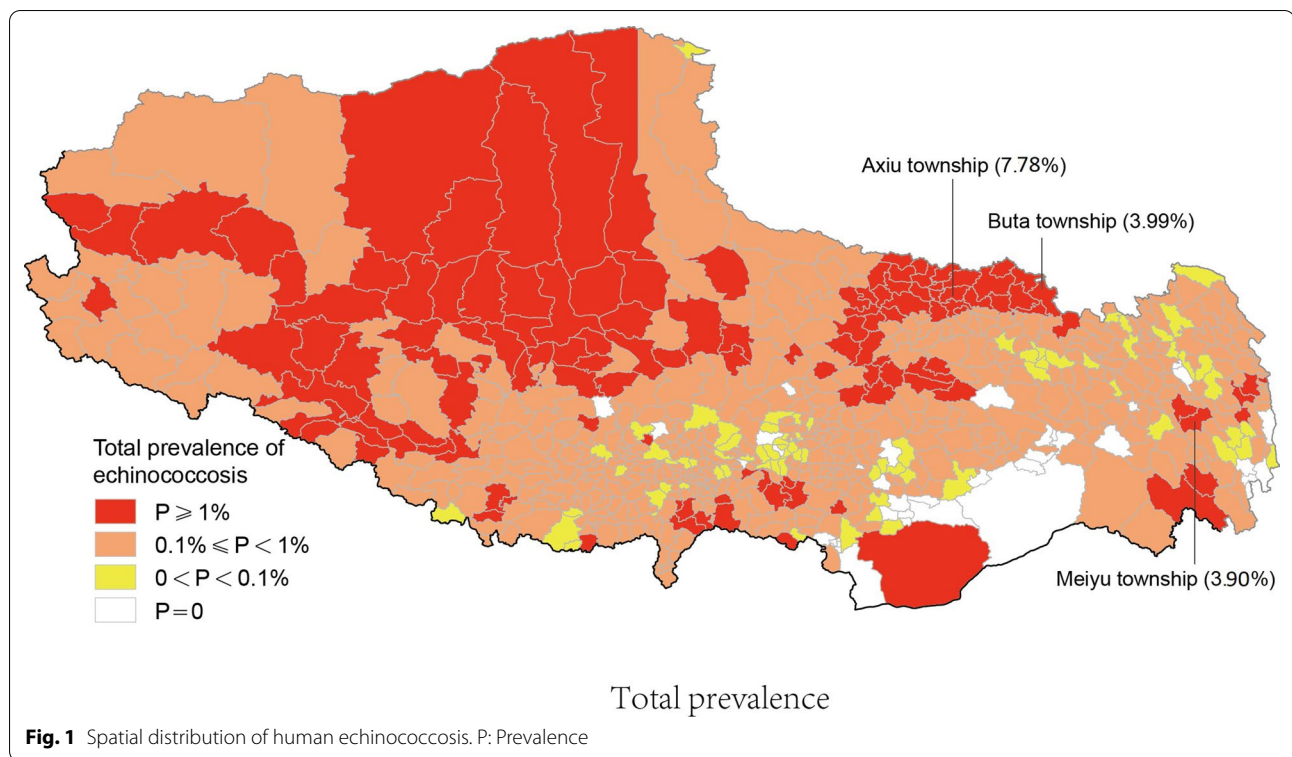 Axiu township (7.78%)
Buta township (3.99%)
Total prevalence of
echinococcosis
P ⩾ 1%
0.1% ⩽ P < 1%
0 < P < 0.1%
P = 0
Meiyu township (3.90%)
Total prevalence
Fig. 1 Spatial distribution of human echinococcosis. P: Prevalence